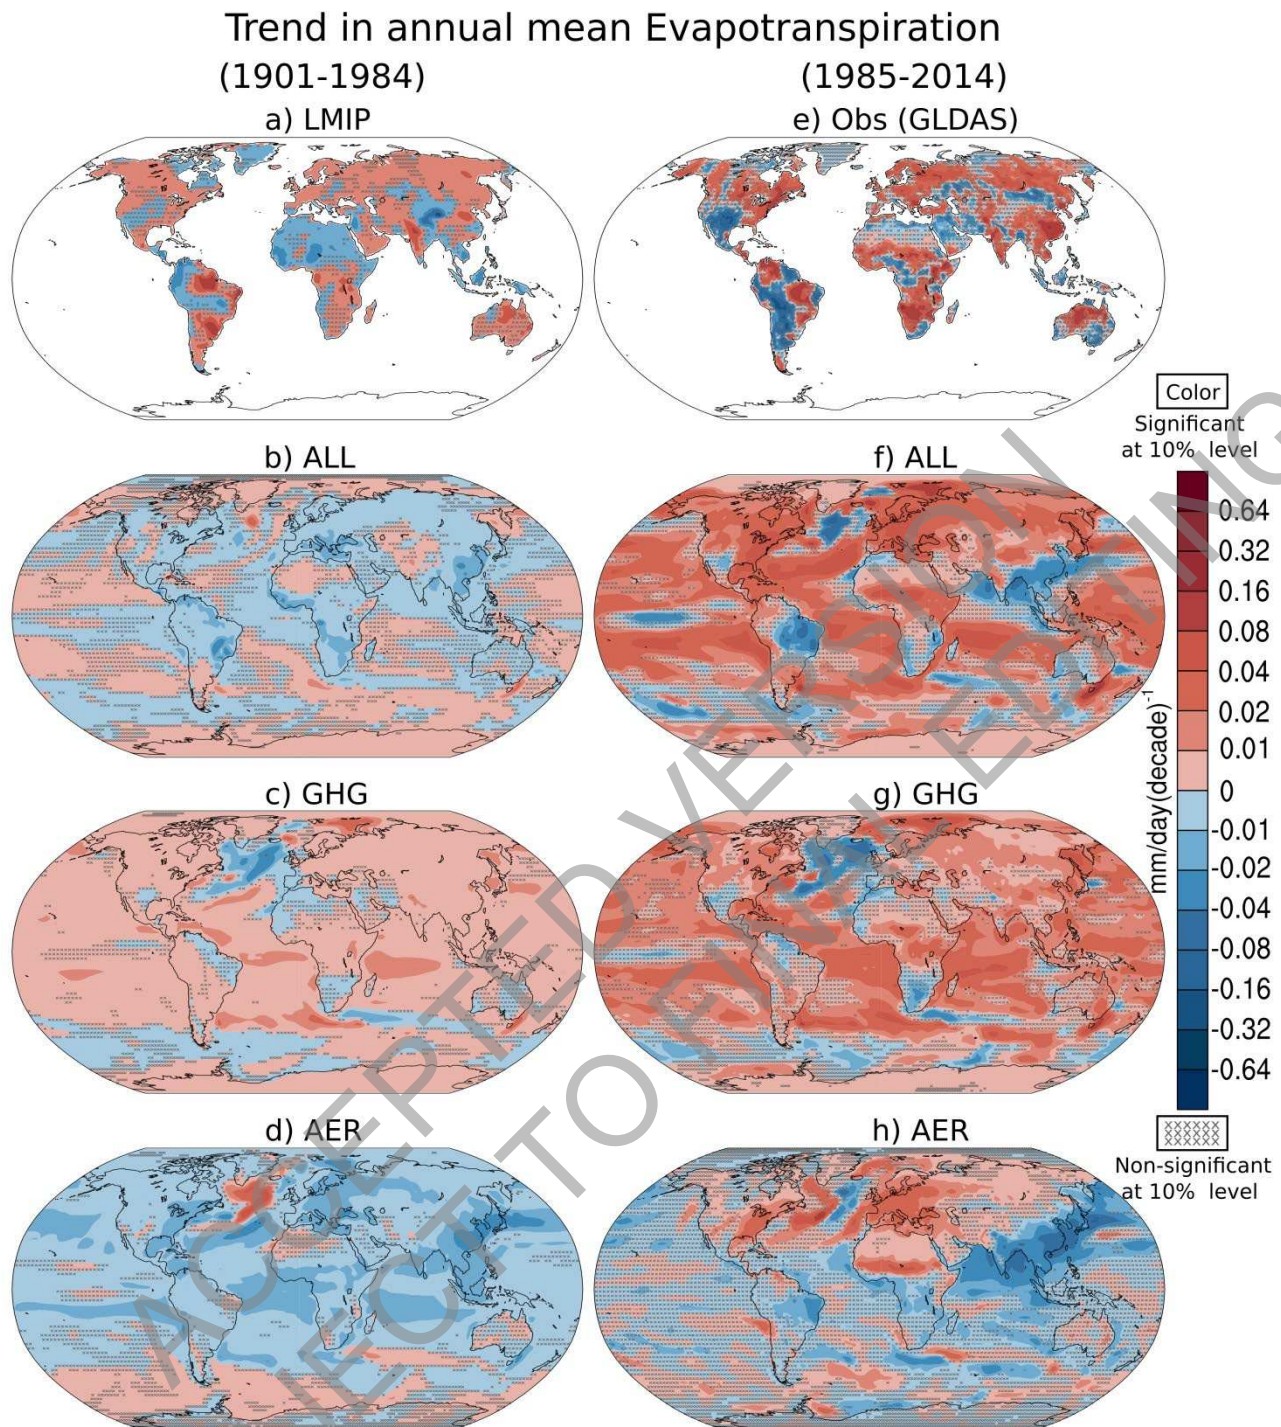 Trend in annual mean Evapotranspiration
(1901-1984)
(1985-2014)
a) LMIP
e) Obs (GLDAS)
b) ALL
f) ALL
c) GHG
g) GHG
d) AER
h) AER
Color
Significant
at 10% level
0.64
0.32
0.16
0.08
0.04
0.02
0.01
0
-0.01
-0.02
-0.04
-0.08
-0.16
-0.32
-0.64
mm/day(decade)⁻¹
Non-significant
at 10% level
ACCEPTED VERSION
JECT TO FINAL EDITING